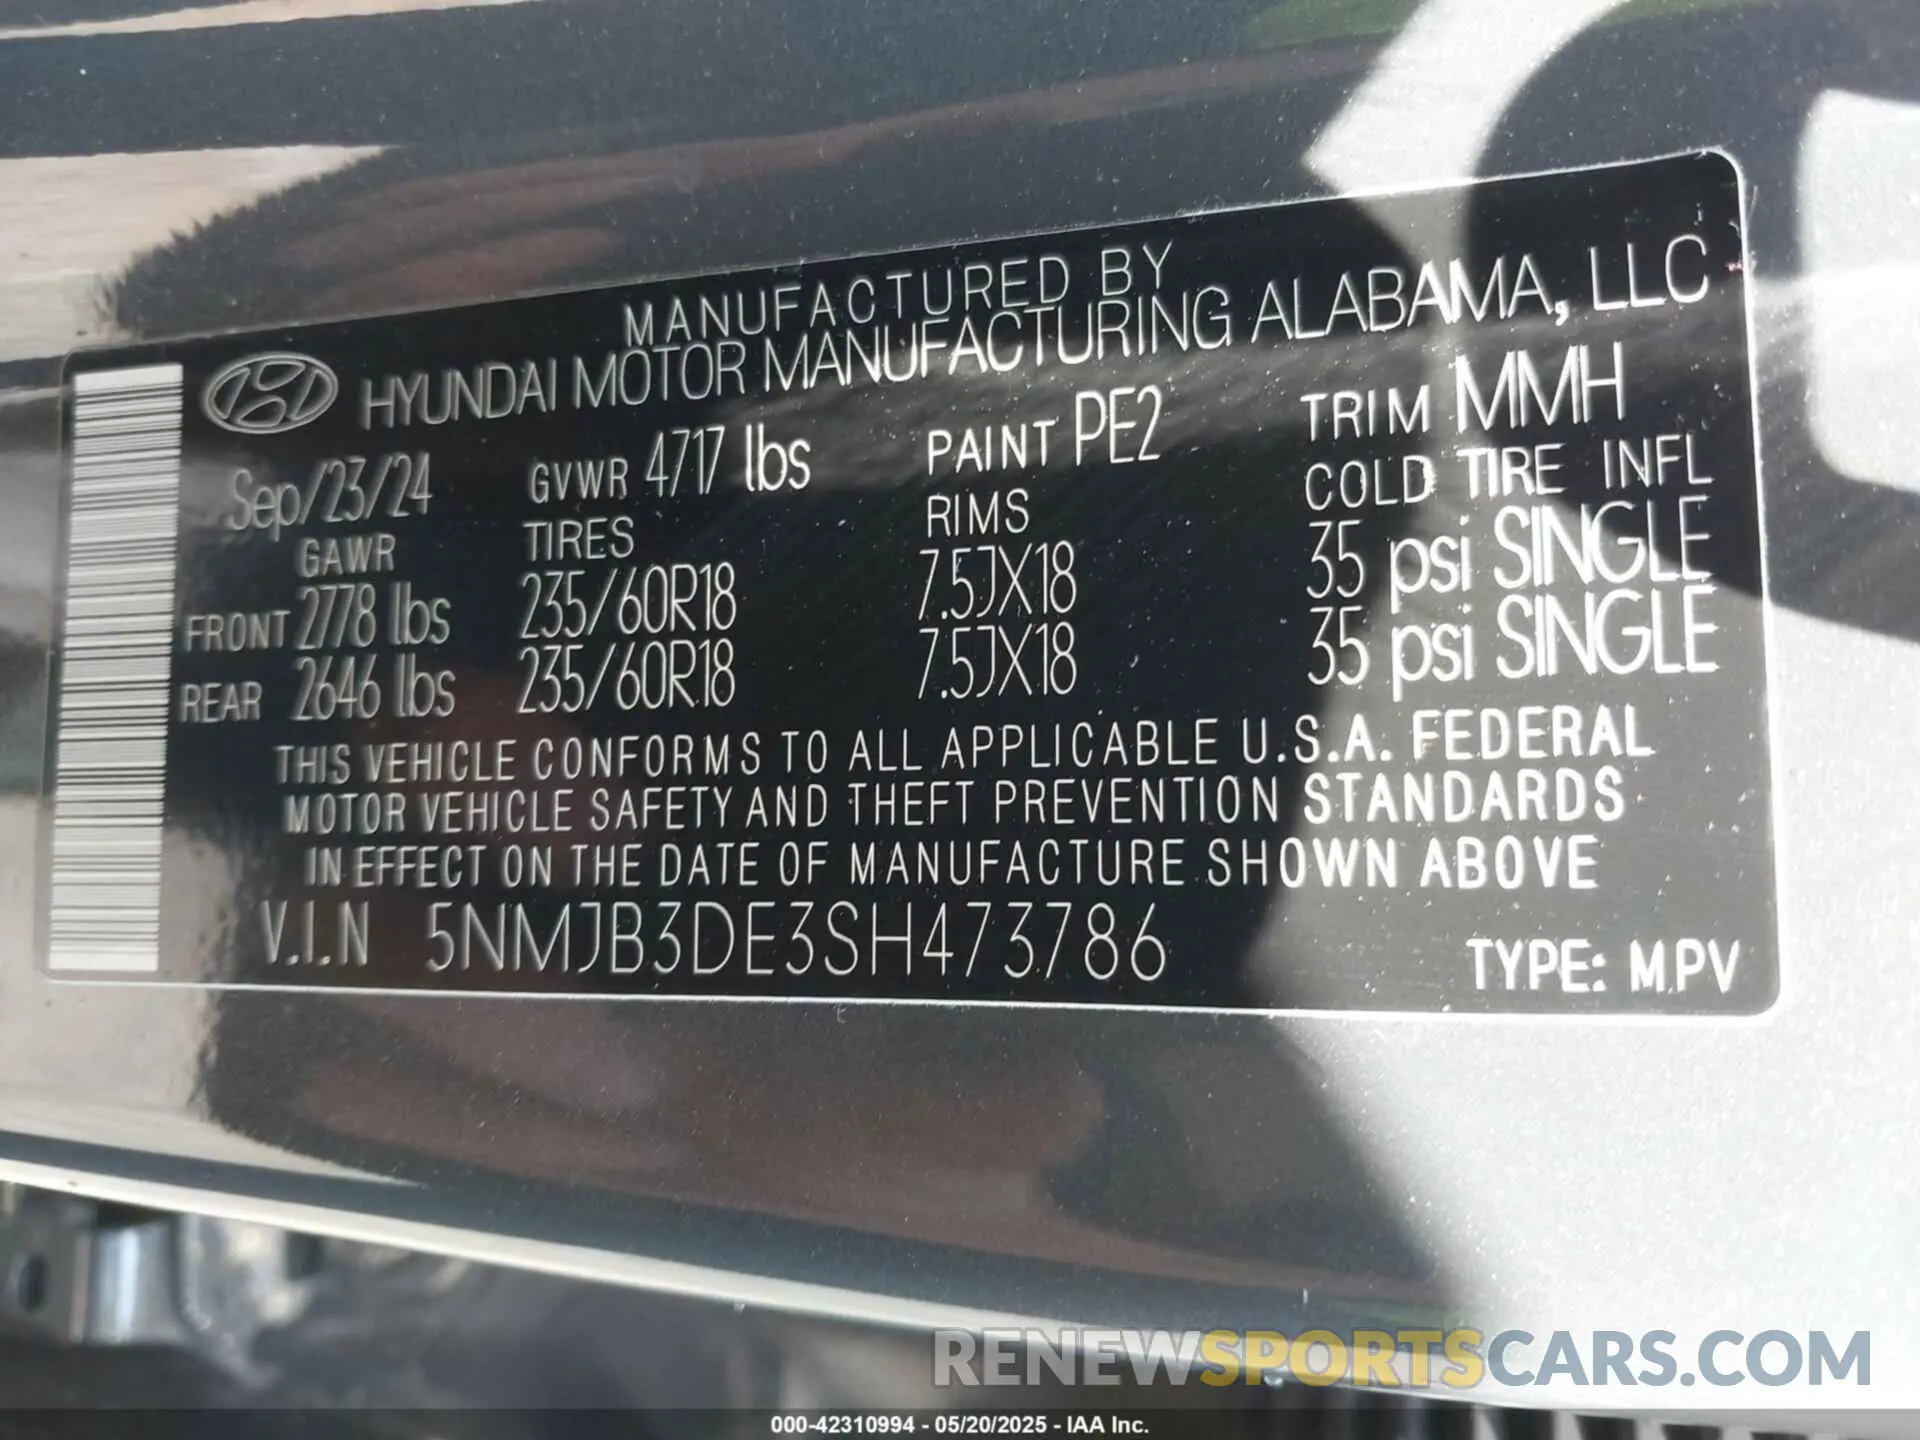 MANUFACTURED BY
HYUNDAI MOTOR MANUFACTURING ALABAMA, LLC
Sep/23/24 GVWR 4717 lbs PAINT PE2 TRIM MMH
GAWR TIRES RIMS COLD TIRE INFL
FRONT 2778 lbs 235/60R18 7.5JX18 35 psi SINGLE
REAR 2646 lbs 235/60R18 7.5JX18 35 psi SINGLE
THIS VEHICLE CONFORMS TO ALL APPLICABLE U.S.A. FEDERAL
MOTOR VEHICLE SAFETY AND THEFT PREVENTION STANDARDS
IN EFFECT ON THE DATE OF MANUFACTURE SHOWN ABOVE
V.I.N 5NMJB3DE3SH473786 TYPE: M.PV
RENEWSPORTSCARS.COM
000-42310994 - 05/20/2025 - IAA Inc.